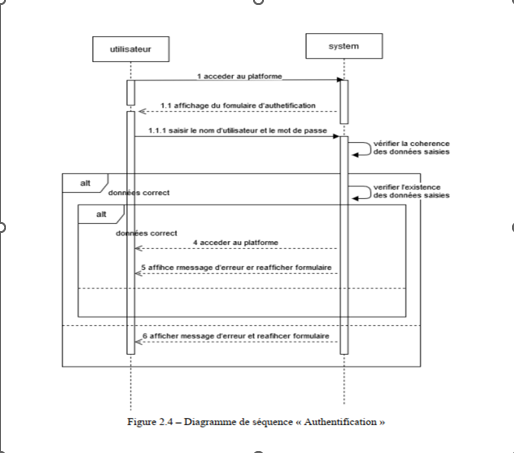 utilisateur
system
1 acceder au platforme
1.1 affichage du fomulaire d'authetification
1.1.1 saisir le nom d'utilisateur et le mot de passe
vérifier la coherence
des données saisies
alt
données correct
verifier l'existence
des données saisies
alt
données correct
4 acceder au platforme
5 affihce rmessage d'erreur er reafficher formulaire
6 afficher message d'erreur et reafihcer formulaire
Figure 2.4 – Diagramme de séquence « Authentification »